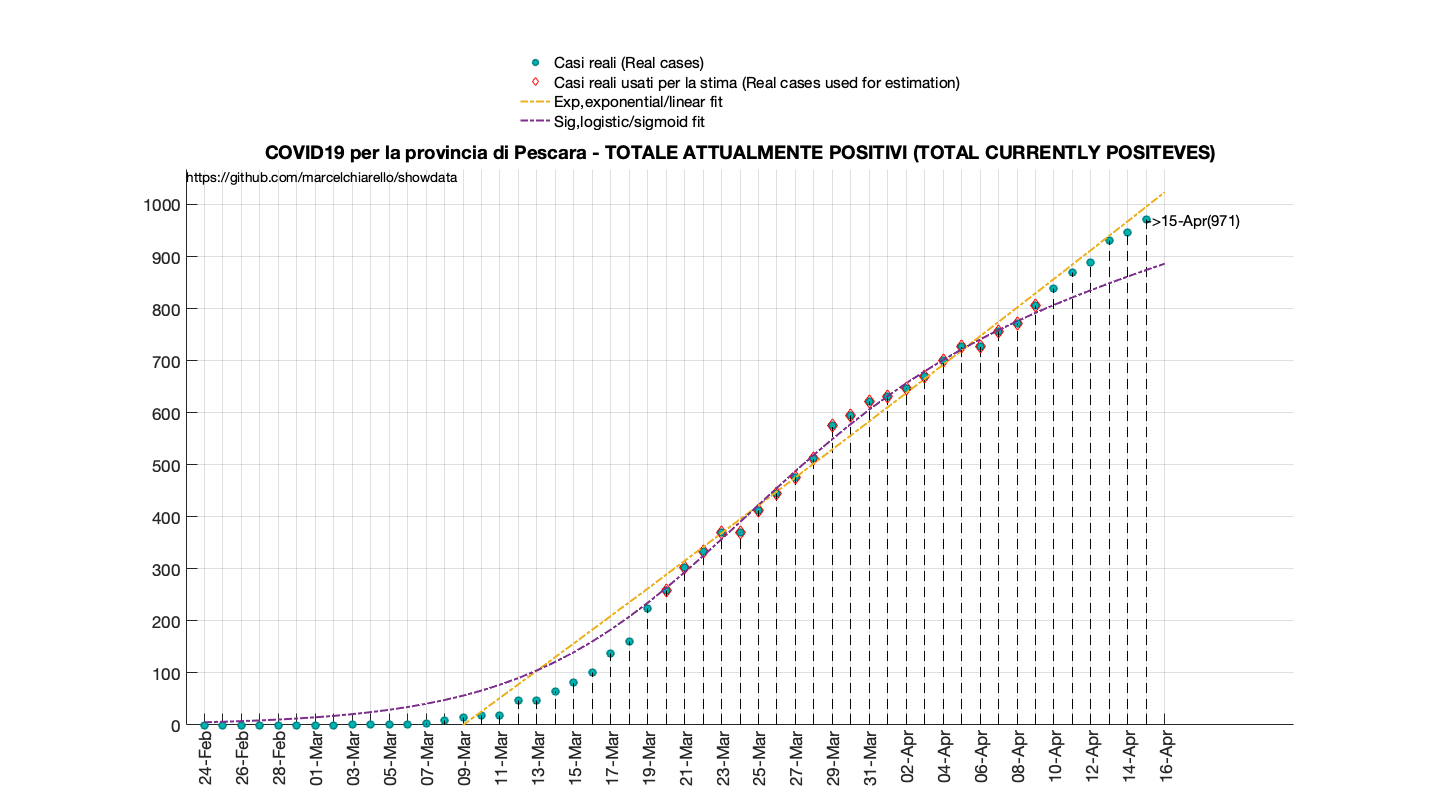 Casi reali (Real cases)
Casi reali usati per la stima (Real cases used for estimation)
Exp,exponential/linear fit
Sig,logistic/sigmoid fit
COVID19 per la provincia di Pescara - TOTALE ATTUALMENTE POSITIVI (TOTAL CURRENTLY POSITEVES)
https://github.com/marcelchiarello/showdata
1000
900
800
700
600
500
400
300
200
100
0
->15-Apr(971)
24-Feb
26-Feb
28-Feb
01-Mar
03-Mar
05-Mar
07-Mar
09-Mar
11-Mar
13-Mar
15-Mar
17-Mar
19-Mar
21-Mar
23-Mar
25-Mar
27-Mar
29-Mar
31-Mar
02-Apr
04-Apr
06-Apr
08-Apr
10-Apr
12-Apr
14-Apr
16-Apr